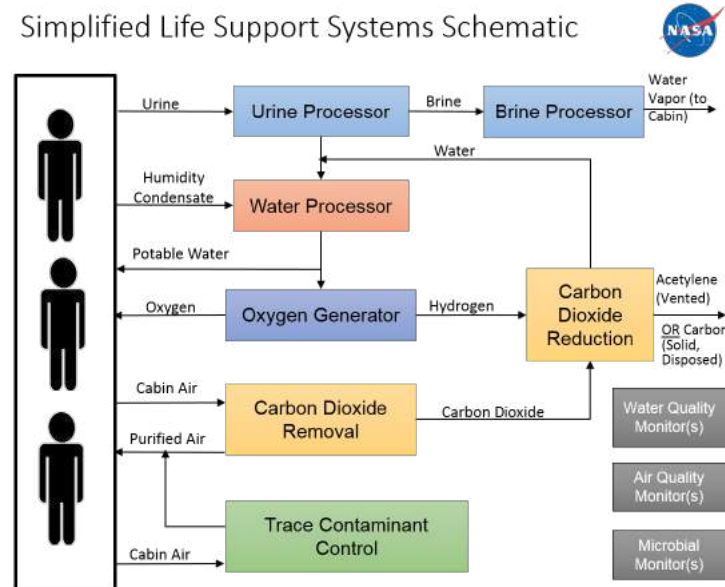 Simplified Life Support Systems Schematic
NASA
Urine
Urine Processor
Brine
Brine Processor
Water
Vapor (to
Cabin)
Water
Humidity
Condensate
Water Processor
Potable Water
Oxygen
Oxygen Generator
Hydrogen
Carbon
Dioxide
Reduction
Acetylene
(Vented)
OR Carbon
(Solid,
Disposed)
Cabin Air
Carbon Dioxide
Removal
Carbon Dioxide
Purified Air
Water Quality
Monitor(s)
Air Quality
Monitor(s)
Trace Contaminant
Control
Cabin Air
Microbial
Monitor(s)